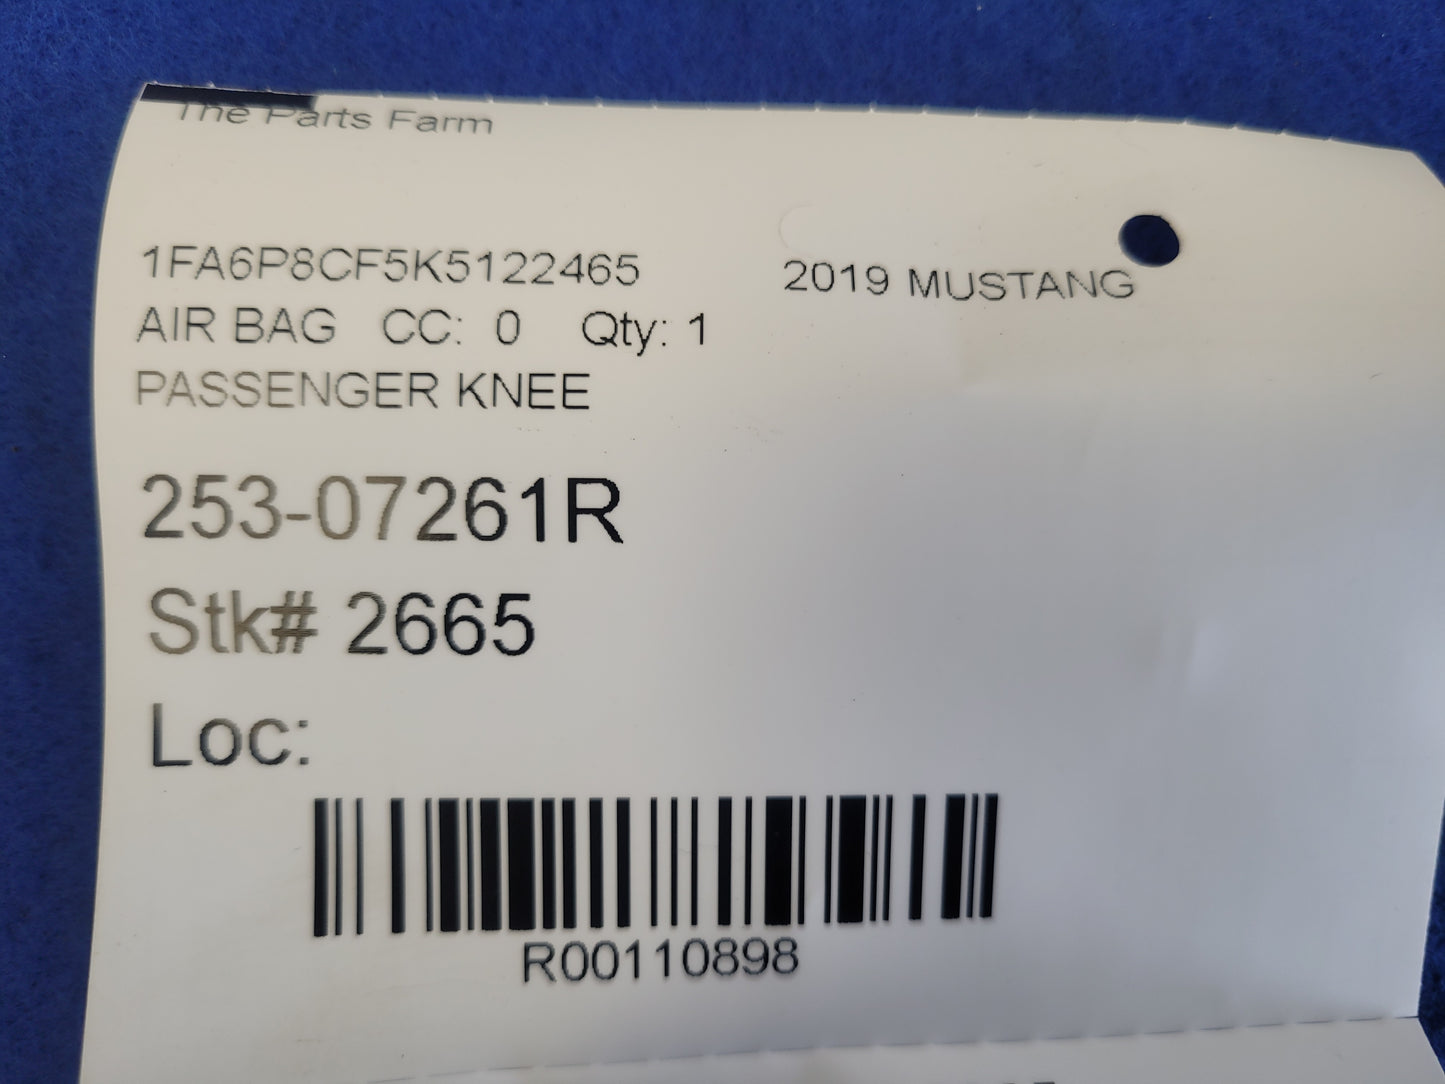 The Parts Farm
1FA6P8CF5K5122465 2019 MUSTANG
AIR BAG CC: 0 Qty: 1
PASSENGER KNEE
253-07261R
Stk# 2665
Loc:
R00110898